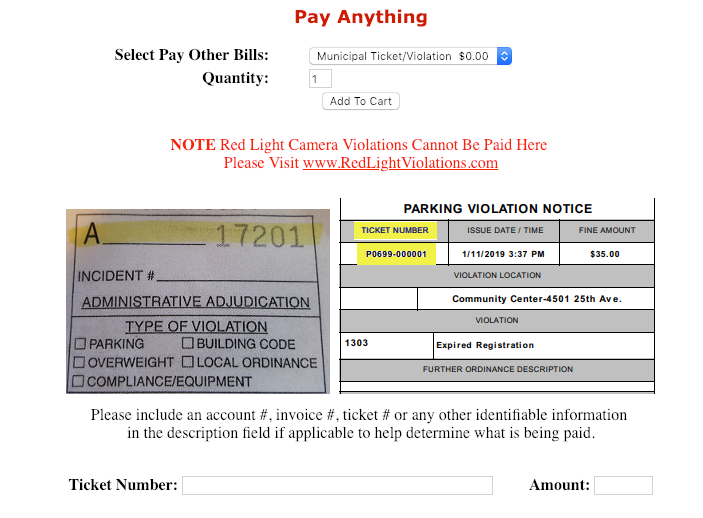 Pay Anything
Select Pay Other Bills: Municipal Ticket/Violation $0.00
Quantity: 1
Add To Cart
NOTE Red Light Camera Violations Cannot Be Paid Here
Please Visit www.RedLightViolations.com
A 17201
INCIDENT #
ADMINISTRATIVE ADJUDICATION
TYPE OF VIOLATION
PARKING BUILDING CODE
OVERWEIGHT LOCAL ORDINANCE
COMPLIANCE/EQUIPMENT
PARKING VIOLATION NOTICE
TICKET NUMBER ISSUE DATE / TIME FINE AMOUNT
P0699-000001 1/11/2019 3:37 PM $35.00
VIOLATION LOCATION
Community Center-4501 25th Ave.
VIOLATION
1303 Expired Registration
FURTHER ORDINANCE DESCRIPTION
Please include an account #, invoice #, ticket # or any other identifiable information
in the description field if applicable to help determine what is being paid.
Ticket Number: Amount: